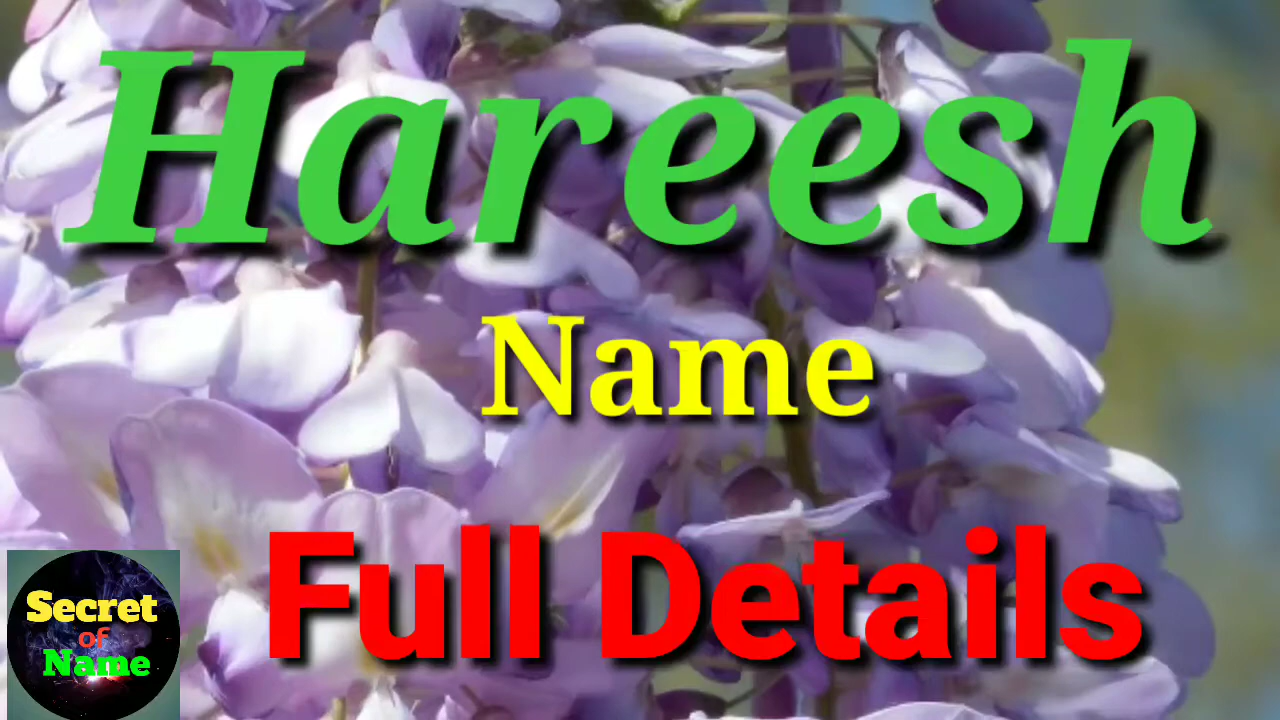 Hareesh
Name
Full Details
Secret
of
Name